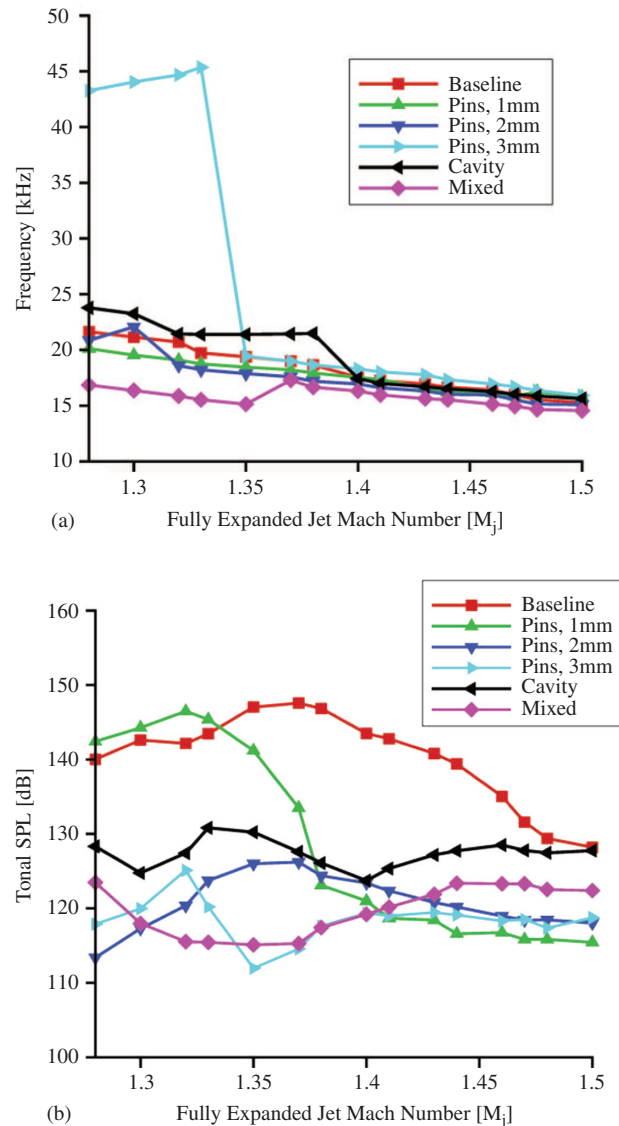 50
45
40
35
30
25
20
15
10
Frequency [kHz]
Baseline
Pins, 1mm
Pins, 2mm
Pins, 3mm
Cavity
Mixed
1.3 1.35 1.4 1.45 1.5
(a) Fully Expanded Jet Mach Number [Mj]
160
150
140
130
120
110
100
Tonal SPL [dB]
Baseline
Pins, 1mm
Pins, 2mm
Pins, 3mm
Cavity
Mixed
1.3 1.35 1.4 1.45 1.5
(b) Fully Expanded Jet Mach Number [Mj]